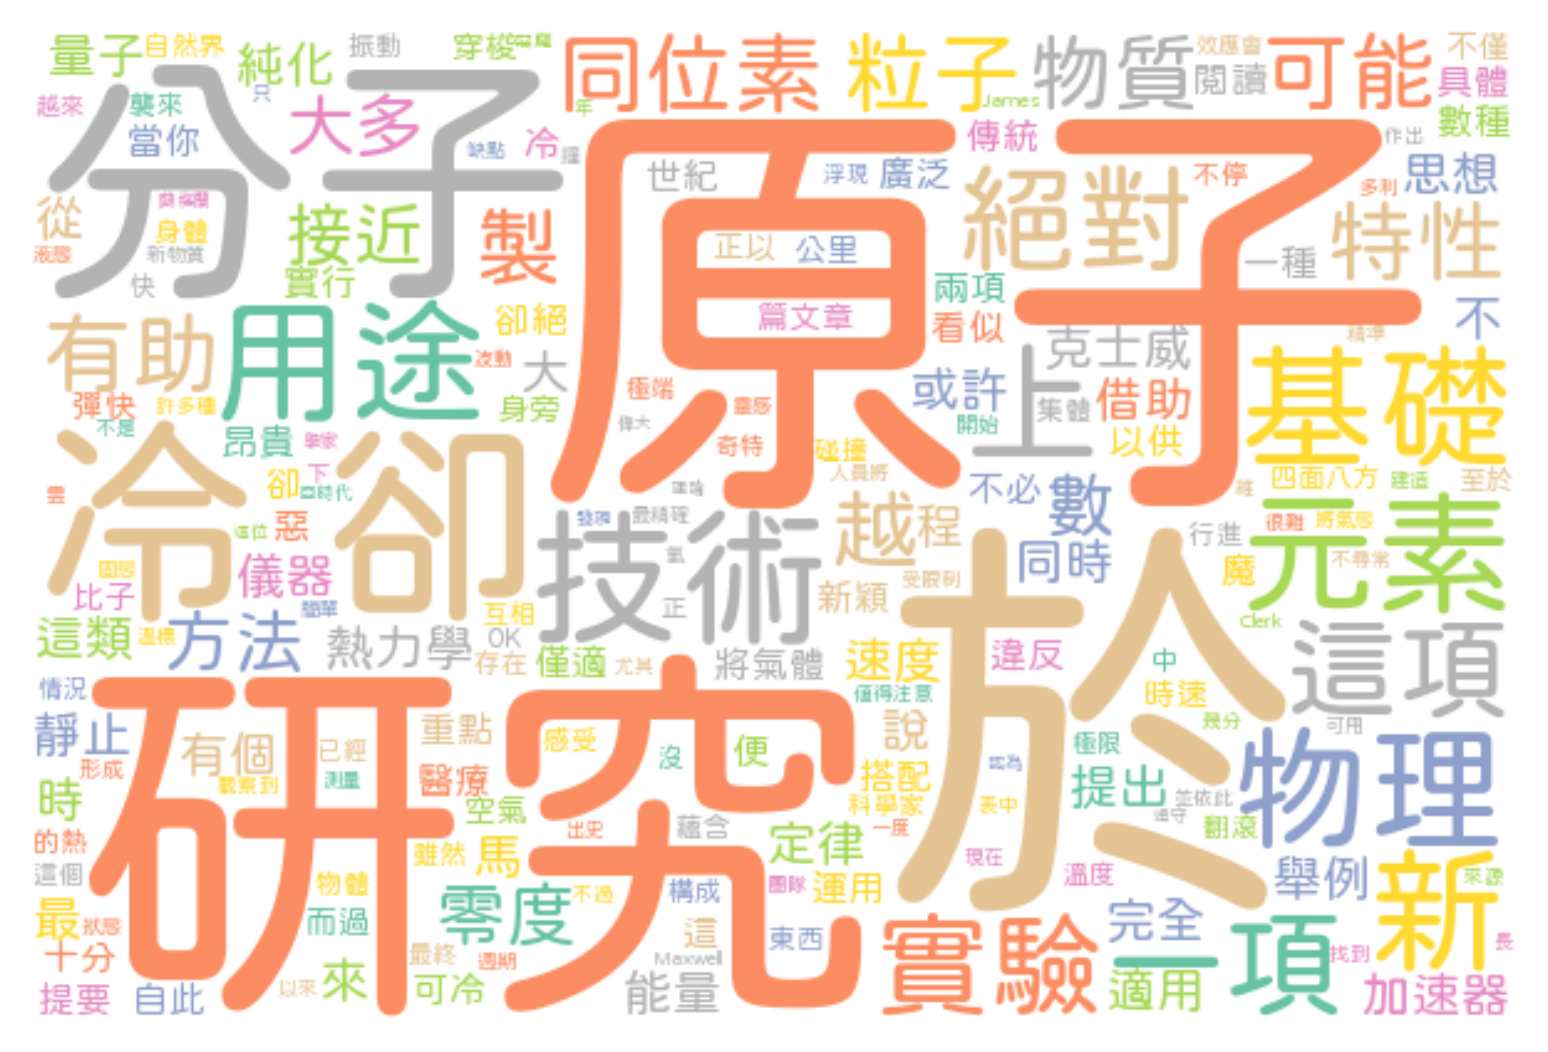 量子 自然界 純化 振動 穿梭 同位素 粒子 物質 效應會 可能 不僅
閱讀 具體
越來 襲來 只 大多 年 James 數種
分子 當你 缺點 冷 原子 傳統 作出
世紀 浮現 廣泛 絕對 不停 多利 思想
從 身體 接近 製 特性
液態 新物質 正以 公里 一種
快 實行 兩項
有助 用途 卻絕 篇文章 看似 克士威 精準 不
波動 大 上 基礎
彈快 許多種 身旁 極端 靈感 或許 集體 借助
不是 昂貴 偉大 奇特 碰撞 開始 以供
冷卻 卻 下 人員將 不必 數 四面八方 建造 至於
雲 惡 技術 發現 最精確 越 程 行進 很難 將氣態 元素
這位 氦 同時 不尋常
固態 儀器 魔
比子 簡單 互相 正 新穎 受限制 於 Clerk
這類 溫標 方法 熱力學 OK 存在 僅適 尤其 將氣體 速度 違反 中 這項
情況 研究 值得注意 時速 幾分 可用
靜止 有個 已經 重點 感受 沒 便 說 極限 物理
形成 觀察到 測量 醫療 搭配 因為 提出 並依此
時 空氣 科學家 表中 遵守
的熱 出史 蘊含 定律 一度 翻滾
這個 雖然 馬 現在 溫度 舉例 新 來源
物體 不過 構成 團隊 運用
最 狀態 而過 零度 這 東西 實驗 完全 一項 找到 長
十分 最終 週期 Maxwell
提要 自此 以來 來 可冷 能量 適用 加速器